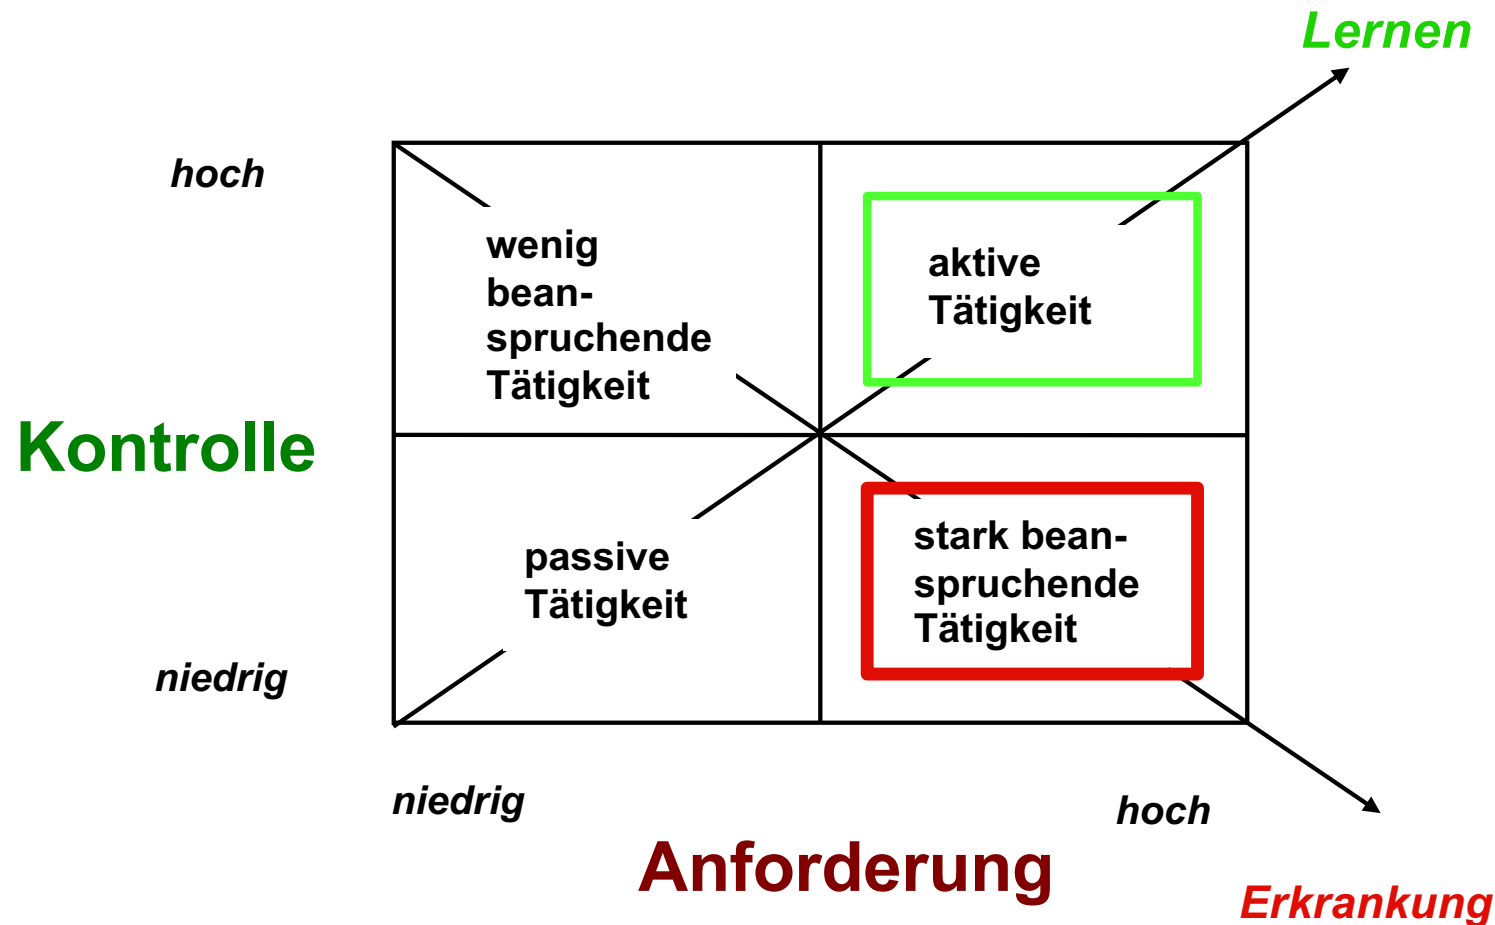 Lernen
hoch
wenig
bean-
spruchende
Tätigkeit
aktive
Tätigkeit
Kontrolle
passive
Tätigkeit
stark bean-
spruchende
Tätigkeit
niedrig
niedrig
hoch
Anforderung
Erkrankung